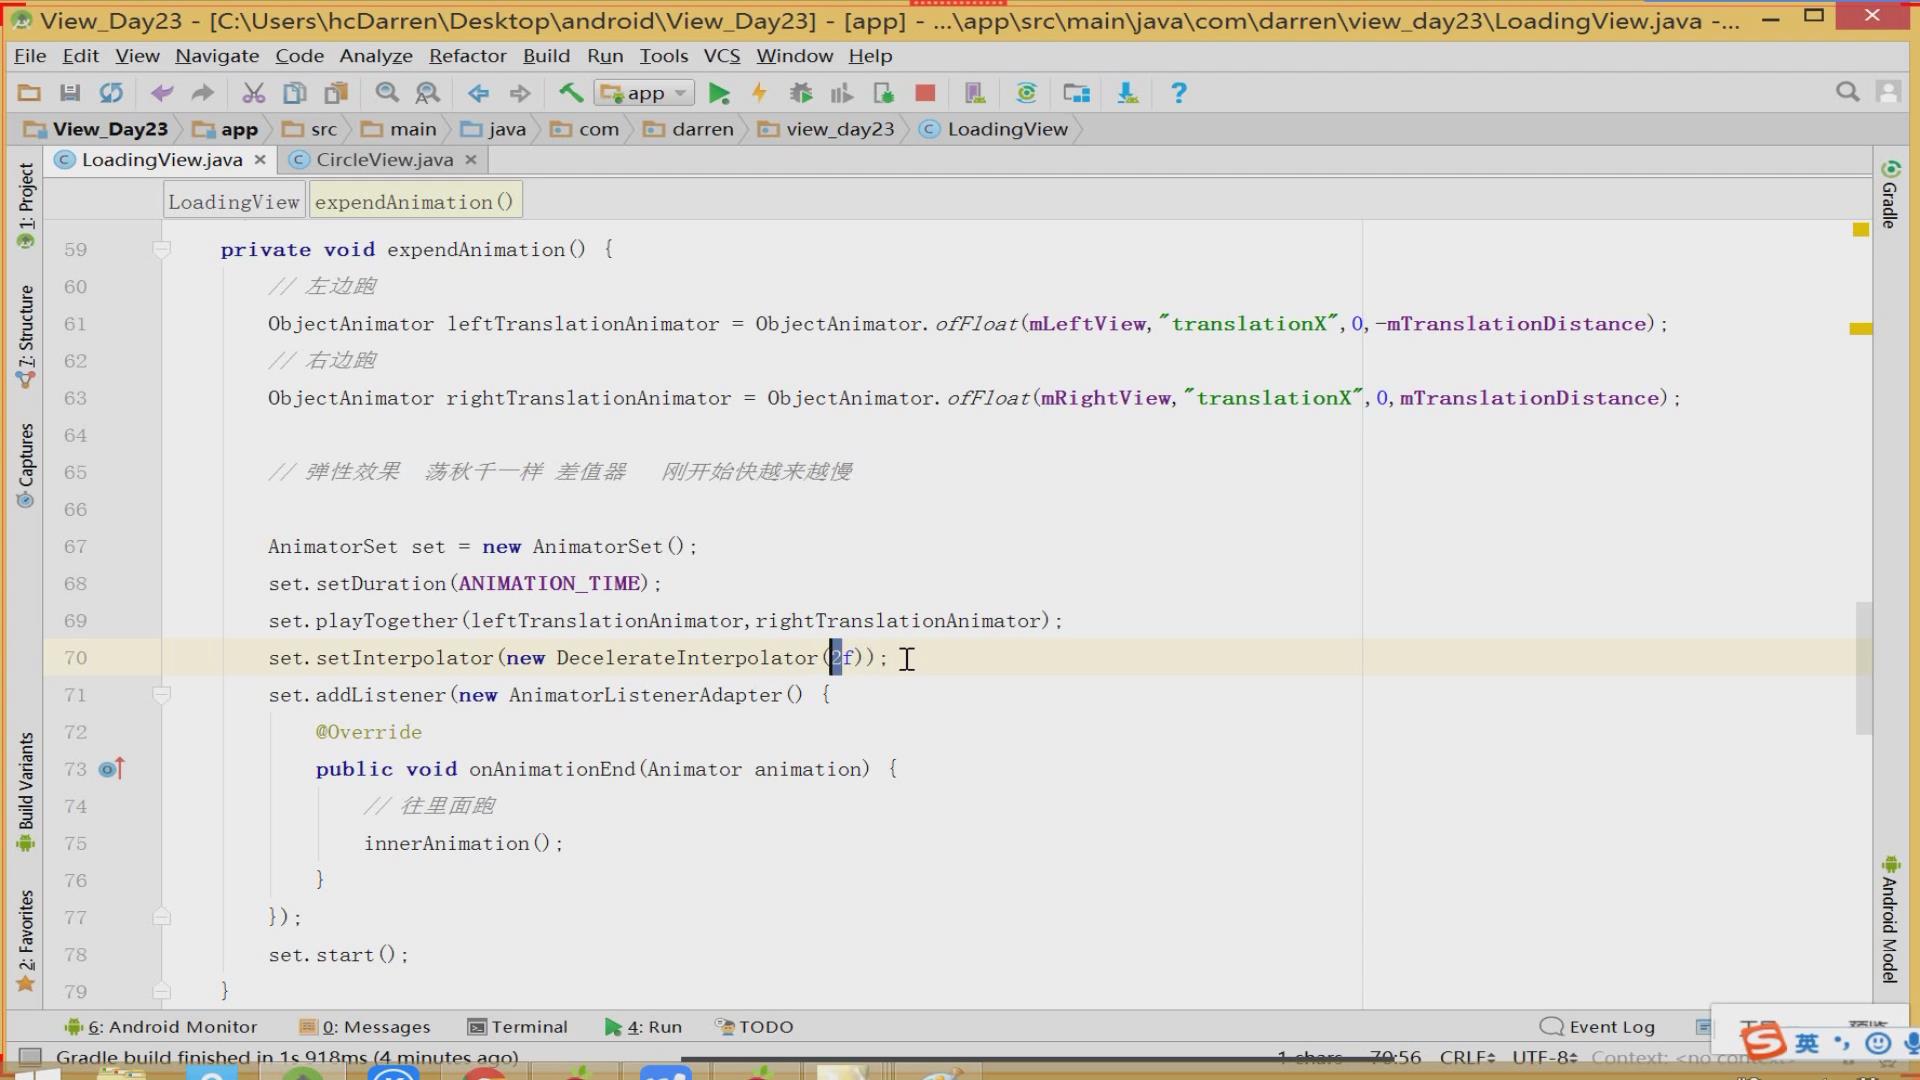 View_Day23 - [C:\Users\hcDarren\Desktop\android\View_Day23] - [app] - ...\app\src\main\java\com\darren\view_day23\LoadingView.java -...
File Edit View Navigate Code Analyze Refactor Build Run Tools VCS Window Help
app
View_Day23 app src main java com darren view_day23 LoadingView
LoadingView.java CircleView.java
LoadingView expendAnimation()
1: Project
7: Structure
Captures
Build Variants
2: Favorites
Gradle
Android Model
59 private void expendAnimation() {
60 // 左边跑
61 ObjectAnimator leftTranslationAnimator = ObjectAnimator.ofFloat(mLeftView,"translationX",0,-mTranslationDistance);
62 // 右边跑
63 ObjectAnimator rightTranslationAnimator = ObjectAnimator.ofFloat(mRightView,"translationX",0,mTranslationDistance);
64
65 // 弹性效果 荡秋千一样 差值器 刚开始快越来越慢
66
67 AnimatorSet set = new AnimatorSet();
68 set.setDuration(ANIMATION_TIME);
69 set.playTogether(leftTranslationAnimator,rightTranslationAnimator);
70 set.setInterpolator(new DecelerateInterpolator(2f));
71 set.addListener(new AnimatorListenerAdapter() {
72 @Override
73 public void onAnimationEnd(Animator animation) {
74 // 往里面跑
75 innerAnimation();
76 }
77 });
78 set.start();
79 }
6: Android Monitor 0: Messages Terminal 4: Run TODO Event Log
Gradle build finished in 1s 918ms (4 minutes ago) 1 chars 70:56 CRLF UTF-8 Context: <no context>
英